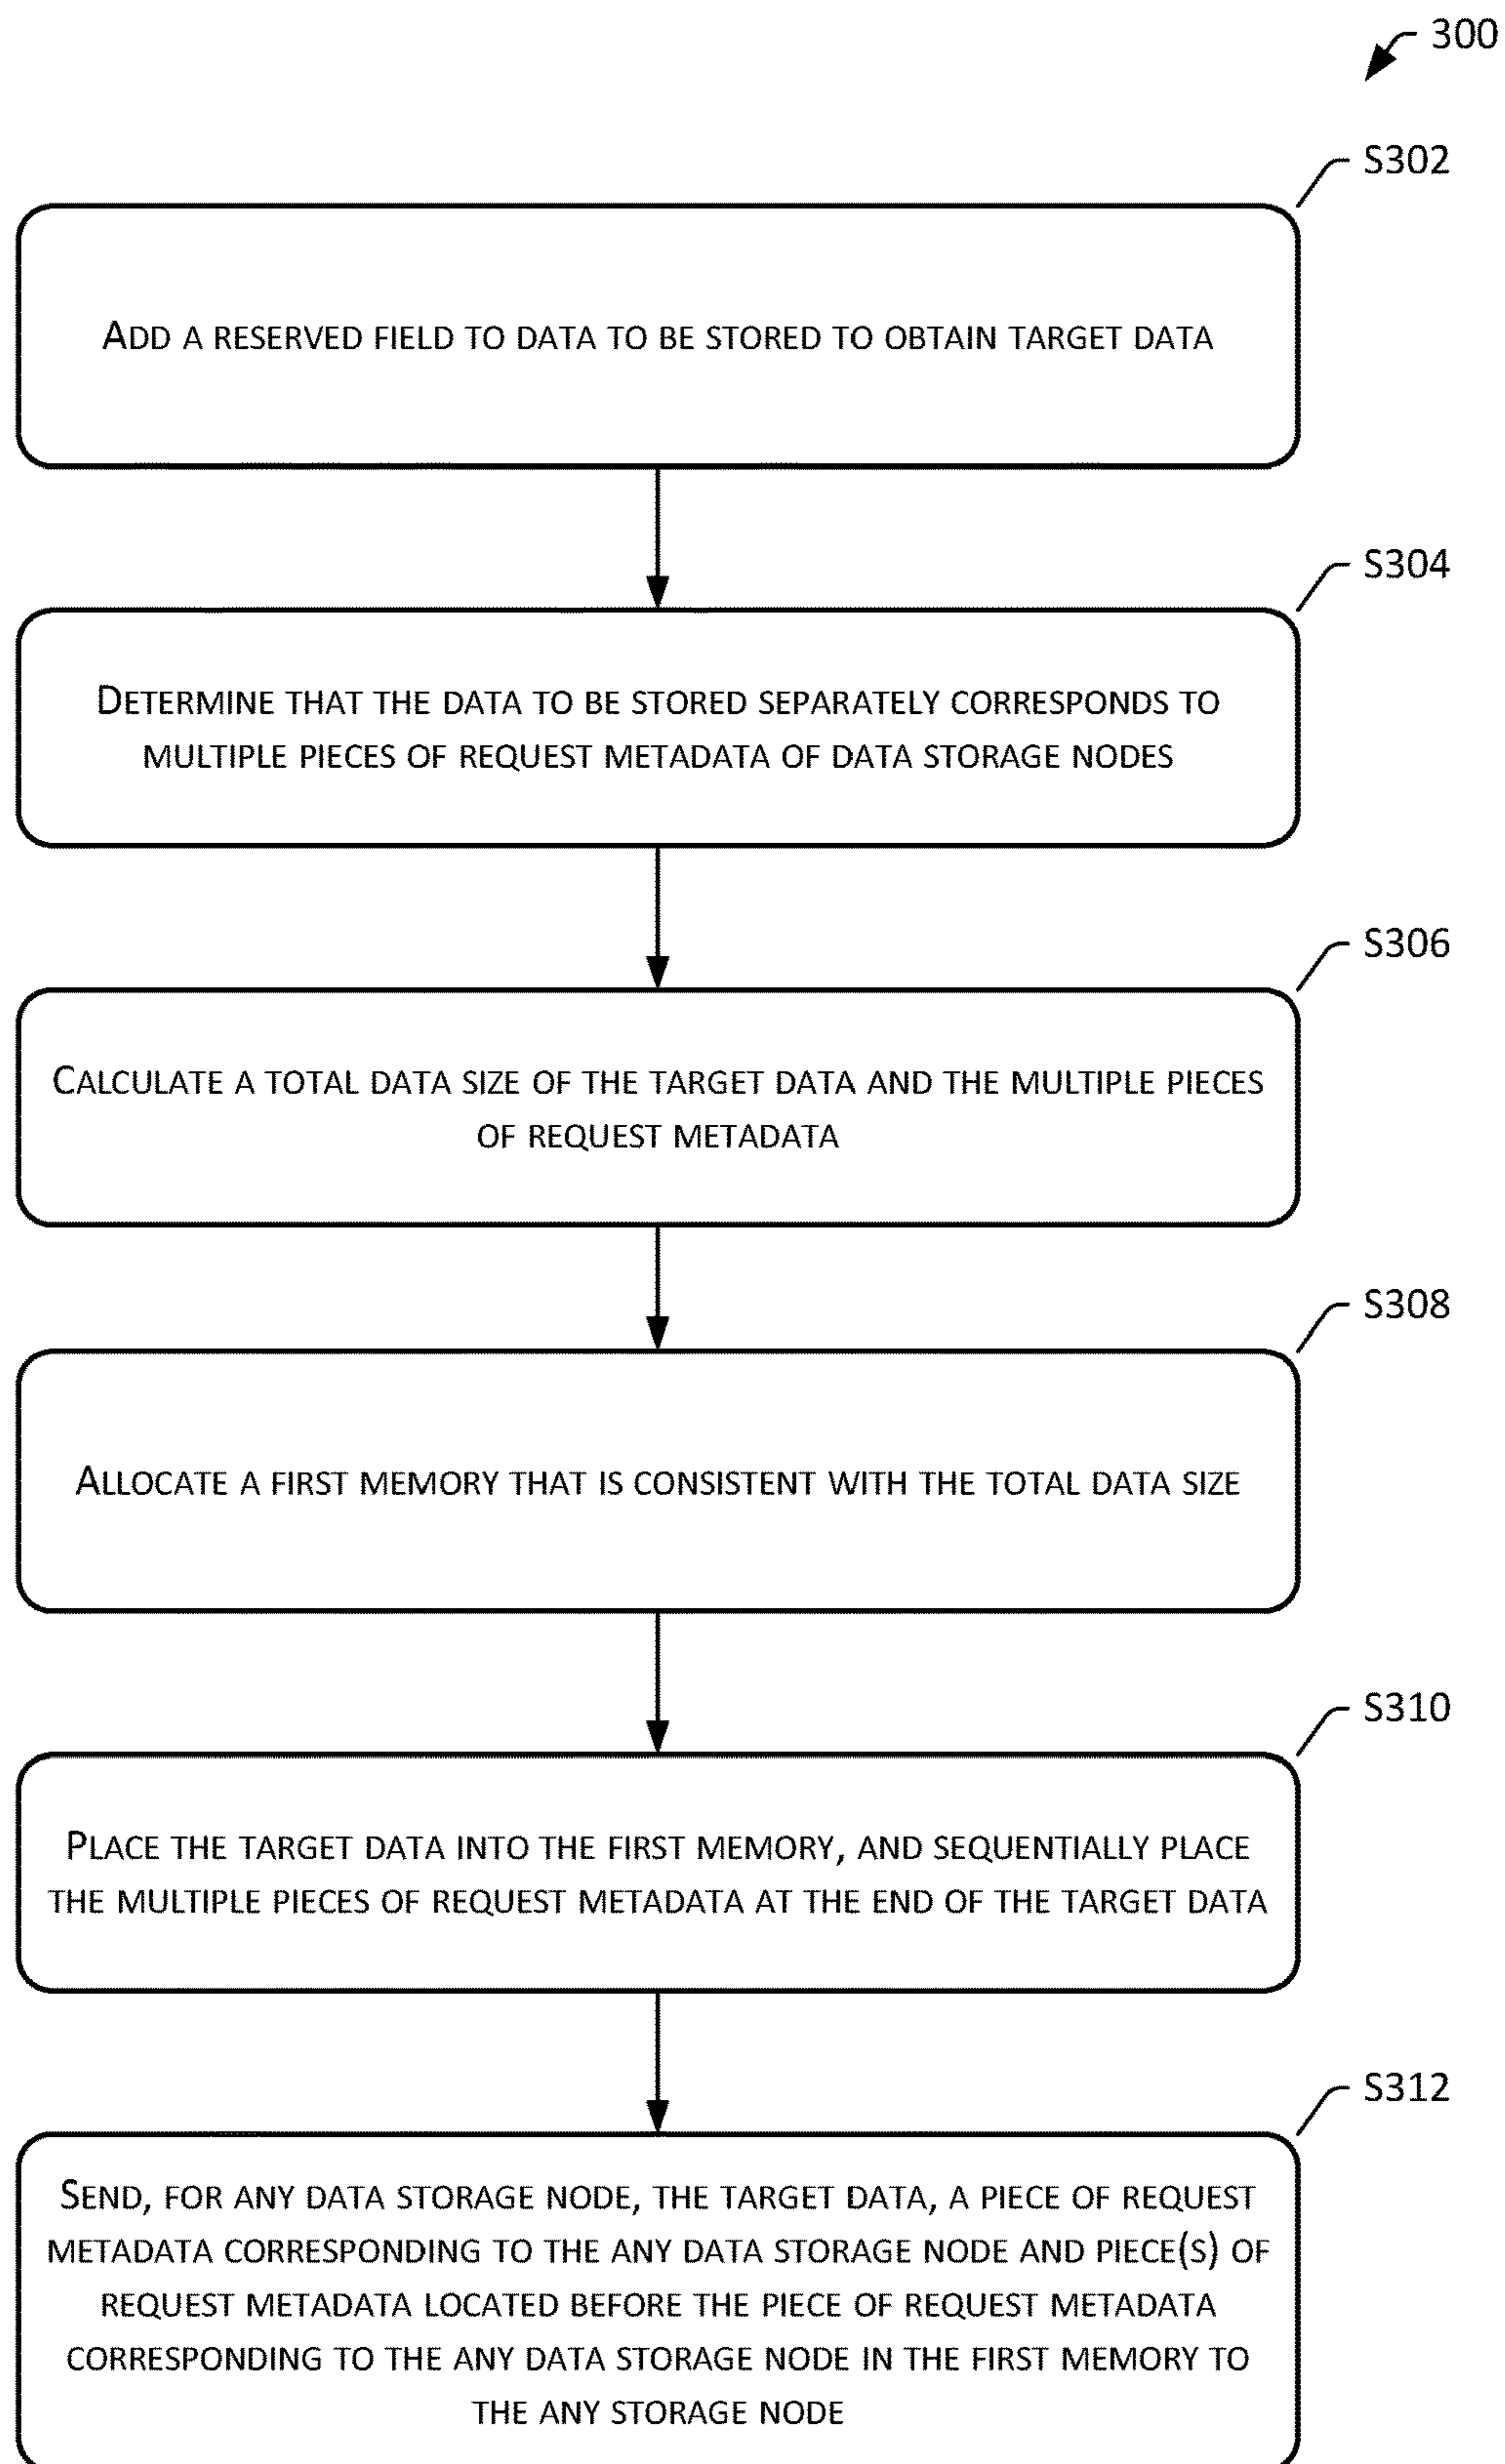 300
S302
ADD A RESERVED FIELD TO DATA TO BE STORED TO OBTAIN TARGET DATA
S304
DETERMINE THAT THE DATA TO BE STORED SEPARATELY CORRESPONDS TO
MULTIPLE PIECES OF REQUEST METADATA OF DATA STORAGE NODES
S306
CALCULATE A TOTAL DATA SIZE OF THE TARGET DATA AND THE MULTIPLE PIECES
OF REQUEST METADATA
S308
ALLOCATE A FIRST MEMORY THAT IS CONSISTENT WITH THE TOTAL DATA SIZE
S310
PLACE THE TARGET DATA INTO THE FIRST MEMORY, AND SEQUENTIALLY PLACE
THE MULTIPLE PIECES OF REQUEST METADATA AT THE END OF THE TARGET DATA
S312
SEND, FOR ANY DATA STORAGE NODE, THE TARGET DATA, A PIECE OF REQUEST
METADATA CORRESPONDING TO THE ANY DATA STORAGE NODE AND PIECE(S) OF
REQUEST METADATA LOCATED BEFORE THE PIECE OF REQUEST METADATA
CORRESPONDING TO THE ANY DATA STORAGE NODE IN THE FIRST MEMORY TO
THE ANY STORAGE NODE